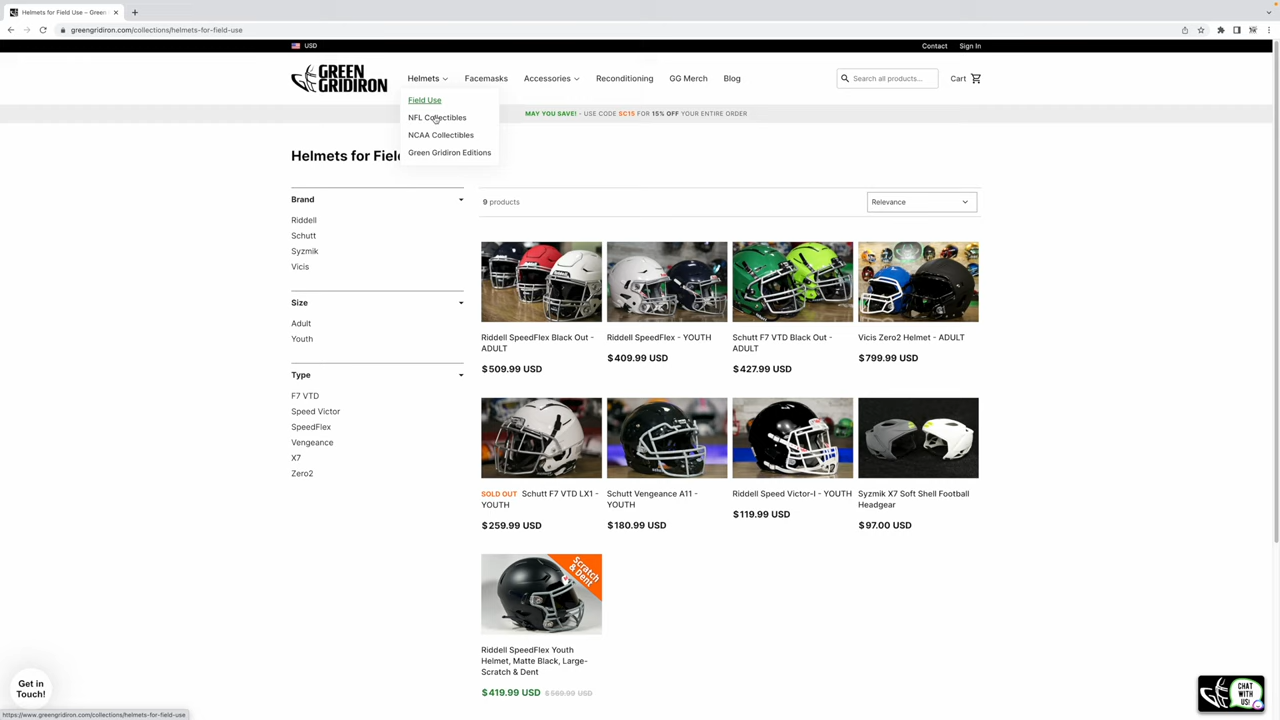 Helmets for Field Use – Green
greengridiron.com/collections/helmets-for-field-use
USD
Contact
Sign In
GREEN
GRIDIRON
Helmets
Facemasks
Accessories
Reconditioning
GG Merch
Blog
Search all products...
Cart
Field Use
NFL Collectibles
NCAA Collectibles
Green Gridiron Editions
MAY YOU SAVE! - USE CODE SC15 FOR 15% OFF YOUR ENTIRE ORDER
Helmets for Fiel
Brand
Riddell
Schutt
Syzmik
Vicis
Size
Adult
Youth
Type
F7 VTD
Speed Victor
SpeedFlex
Vengeance
X7
Zero2
9 products
Relevance
Riddell SpeedFlex Black Out -
ADULT
$509.99 USD
Riddell SpeedFlex - YOUTH
$409.99 USD
Schutt F7 VTD Black Out -
ADULT
$427.99 USD
Vicis Zero2 Helmet - ADULT
$799.99 USD
SOLD OUT Schutt F7 VTD LX1 -
YOUTH
$259.99 USD
Schutt Vengeance A11 -
YOUTH
$180.99 USD
Riddell Speed Victor-I - YOUTH
$119.99 USD
Syzmik X7 Soft Shell Football
Headgear
$97.00 USD
Scratch
& Dent
Riddell SpeedFlex Youth
Helmet, Matte Black, Large-
Scratch & Dent
$419.99 USD $569.99 USD
Get in
Touch!
CHAT
WITH
US!
https://www.greengridiron.com/collections/helmets-for-field-use